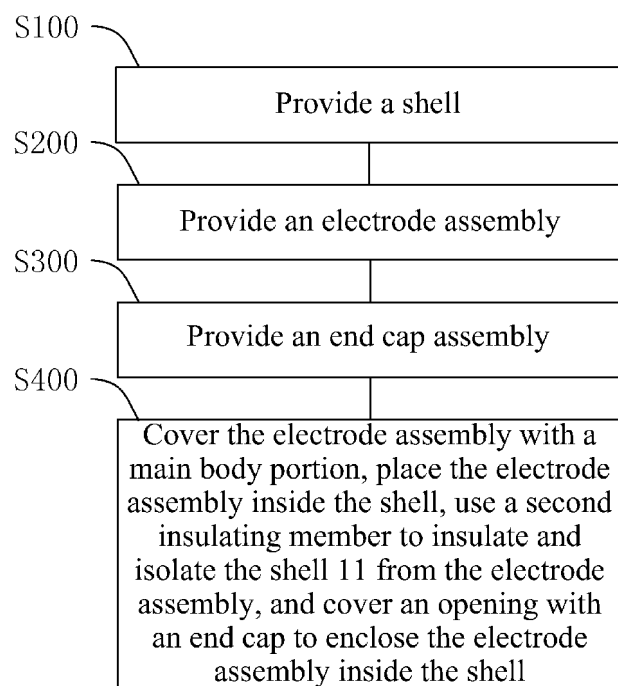 S100
Provide a shell
S200
Provide an electrode assembly
S300
Provide an end cap assembly
S400
Cover the electrode assembly with a
main body portion, place the electrode
assembly inside the shell, use a second
insulating member to insulate and
isolate the shell 11 from the electrode
assembly, and cover an opening with
an end cap to enclose the electrode
assembly inside the shell